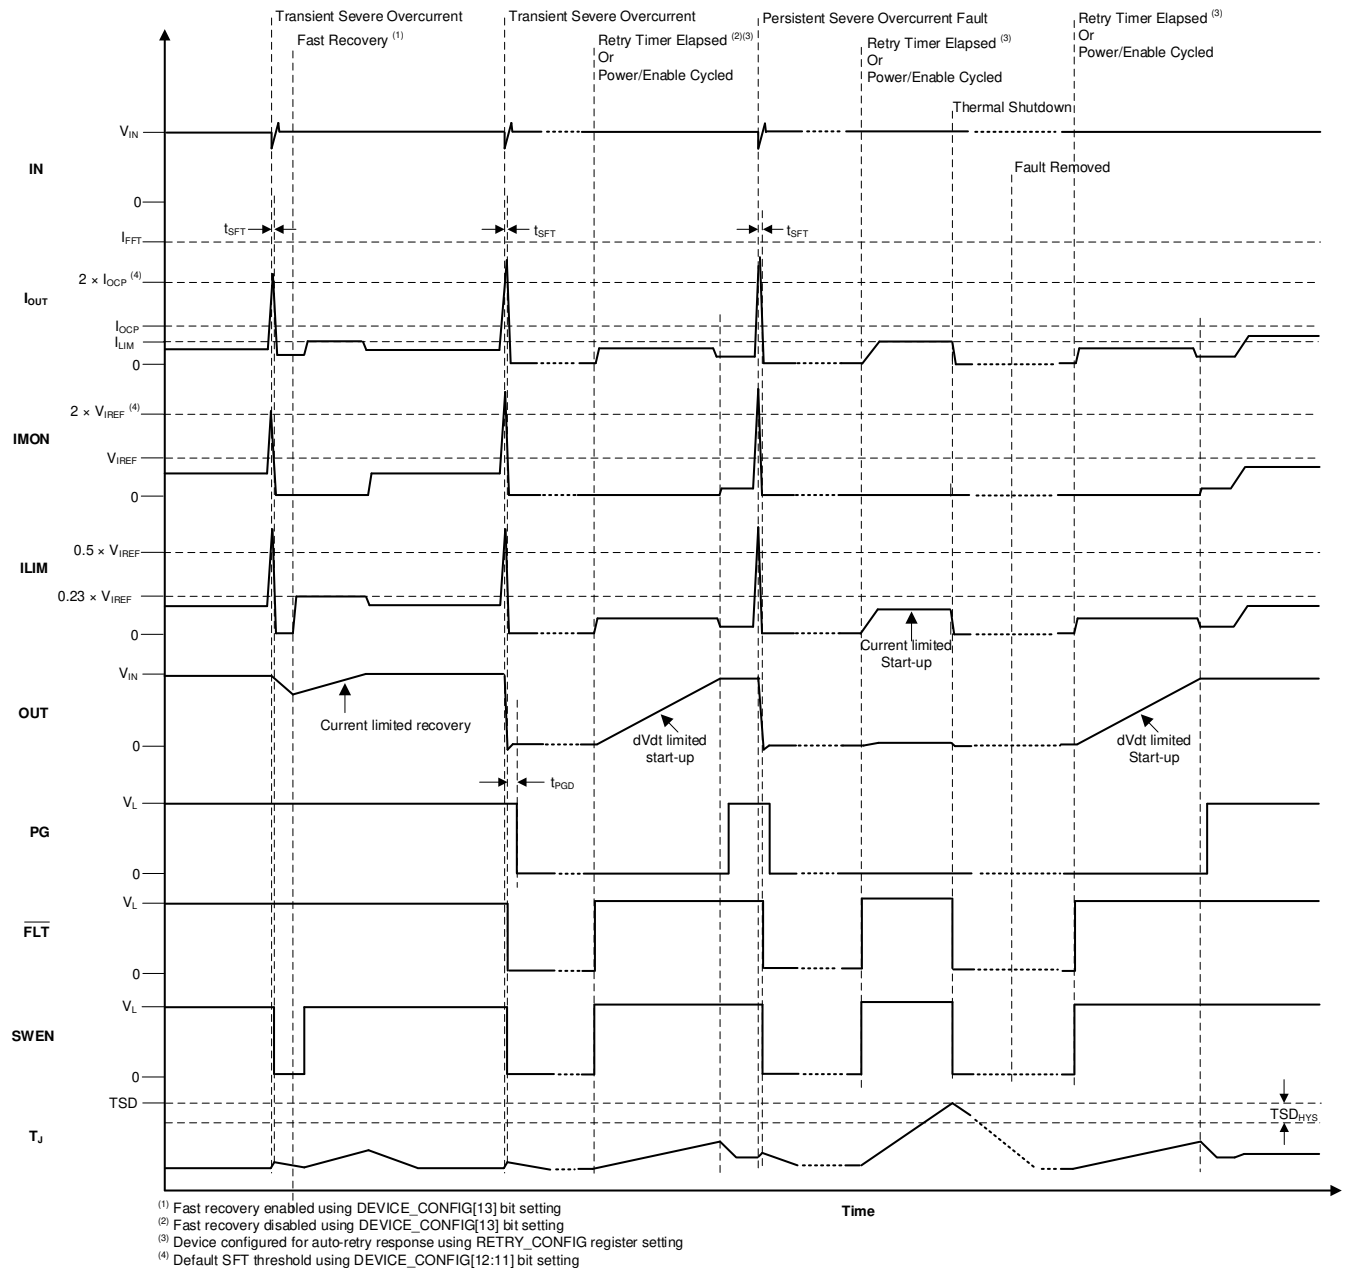 Transient Severe Overcurrent
Fast Recovery (1)
Transient Severe Overcurrent
Retry Timer Elapsed (2)(3)
Or
Power/Enable Cycled
Persistent Severe Overcurrent Fault
Retry Timer Elapsed (3)
Or
Power/Enable Cycled
Retry Timer Elapsed (3)
Or
Power/Enable Cycled
Thermal Shutdown
Fault Removed
IN
VIN
0
tSFT
tSFT
tSFT
IOUT
IFFT
2 × IOCP (4)
IOCP
ILIM
0
IMON
2 × VIREF (4)
VIREF
0
ILIM
0.5 × VIREF
0.23 × VIREF
0
Current limited
Start-up
OUT
VIN
0
Current limited recovery
dVdt limited
start-up
dVdt limited
Start-up
tPGD
PG
VL
0
FLT
VL
0
SWEN
VL
0
TJ
TSD
TSDHYS
Time
(1) Fast recovery enabled using DEVICE_CONFIG[13] bit setting
(2) Fast recovery disabled using DEVICE_CONFIG[13] bit setting
(3) Device configured for auto-retry response using RETRY_CONFIG register setting
(4) Default SFT threshold using DEVICE_CONFIG[12:11] bit setting